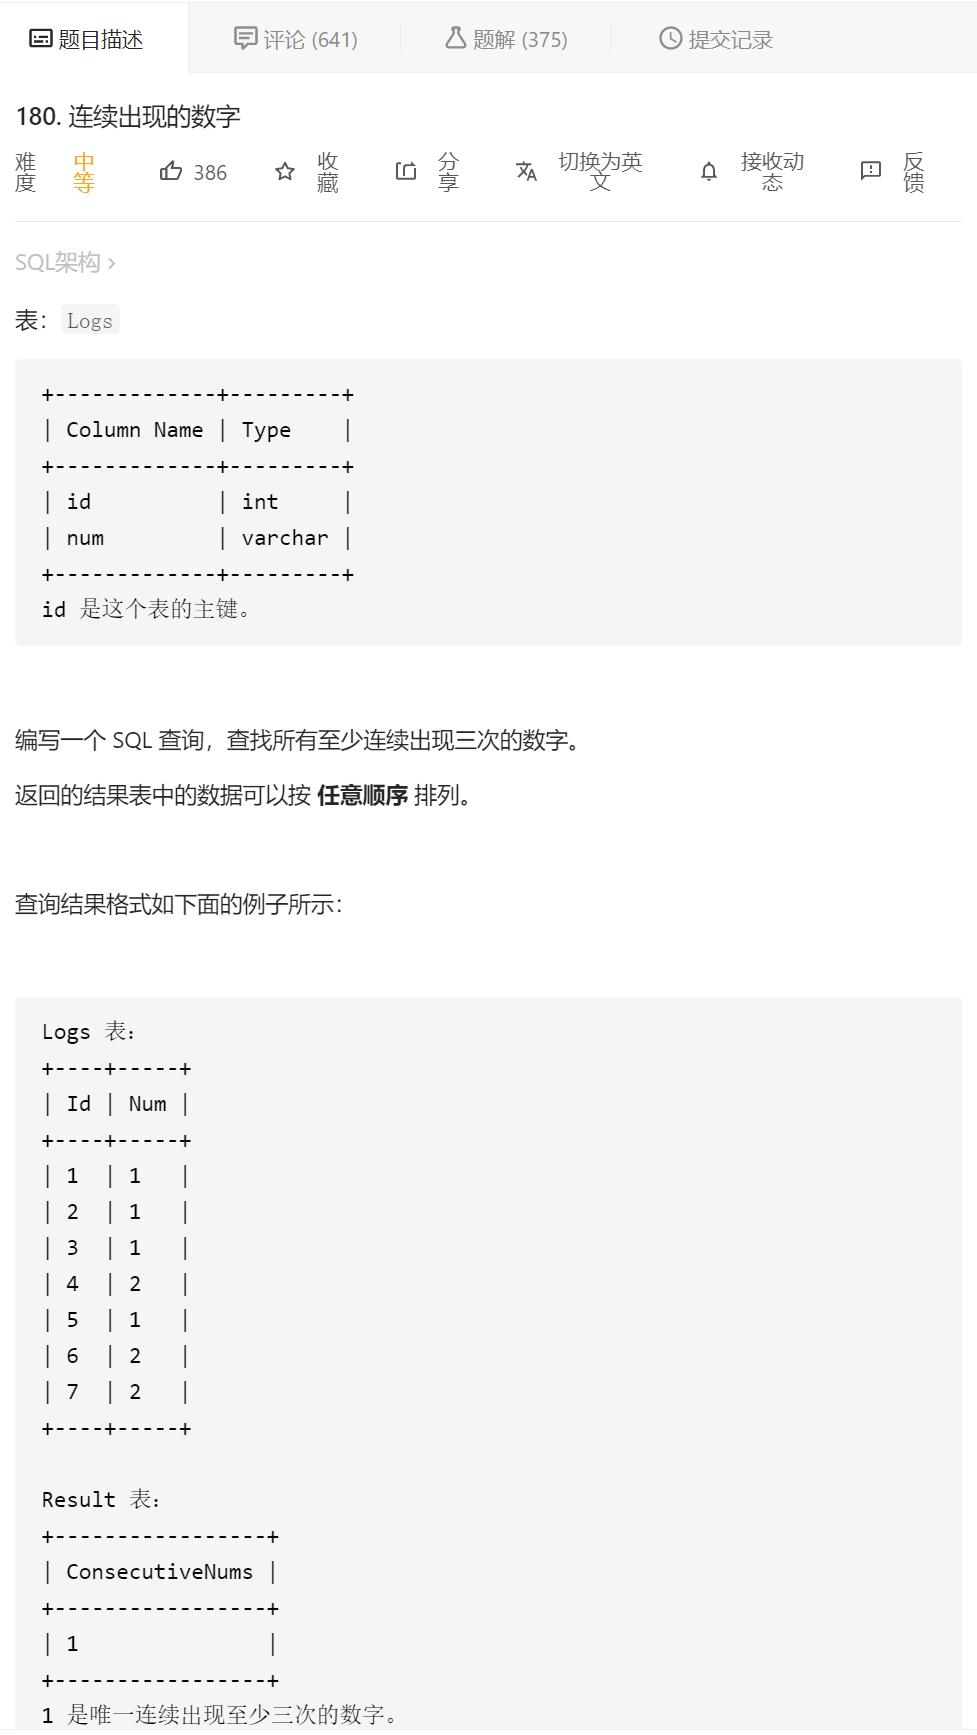 题目描述 评论 (641) 题解 (375) 提交记录
180. 连续出现的数字
难度 中等 386 收藏 分享 切换为英文 接收动态 反馈
SQL架构 ›
表：Logs
+-------------+---------+
| Column Name | Type    |
+-------------+---------+
| id          | int     |
| num         | varchar |
+-------------+---------+
id 是这个表的主键。
编写一个 SQL 查询，查找所有至少连续出现三次的数字。
返回的结果表中的数据可以按 任意顺序 排列。
查询结果格式如下面的例子所示：
Logs 表：
+----+-----+
| Id | Num |
+----+-----+
| 1  | 1   |
| 2  | 1   |
| 3  | 1   |
| 4  | 2   |
| 5  | 1   |
| 6  | 2   |
| 7  | 2   |
+----+-----+
Result 表：
+-----------------+
| ConsecutiveNums |
+-----------------+
| 1               |
+-----------------+
1 是唯一连续出现至少三次的数字。